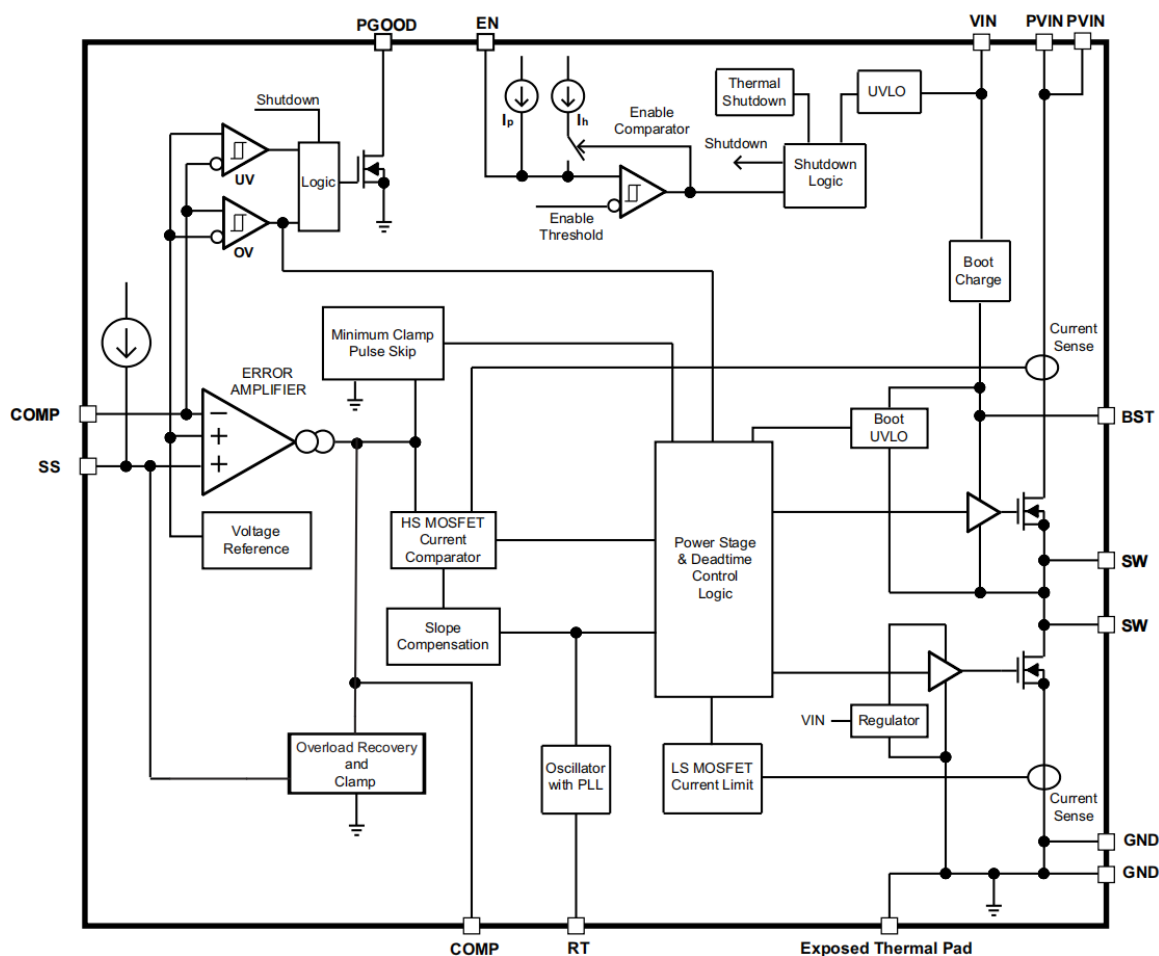 PGOOD
EN
VIN
PVIN
PVIN
Shutdown
Ip
Ih
Enable
Comparator
Thermal
Shutdown
UVLO
Shutdown
Shutdown
Logic
UV
Logic
OV
Enable
Threshold
Boot
Charge
Minimum Clamp
Pulse Skip
Current
Sense
ERROR
AMPLIFIER
COMP
−
+
+
SS
Boot
UVLO
BST
Voltage
Reference
HS MOSFET
Current
Comparator
Power Stage
& Deadtime
Control
Logic
SW
Slope
Compensation
SW
VIN
Regulator
Overload Recovery
and
Clamp
Oscillator
with PLL
LS MOSFET
Current Limit
Current
Sense
GND
GND
COMP
RT
Exposed Thermal Pad